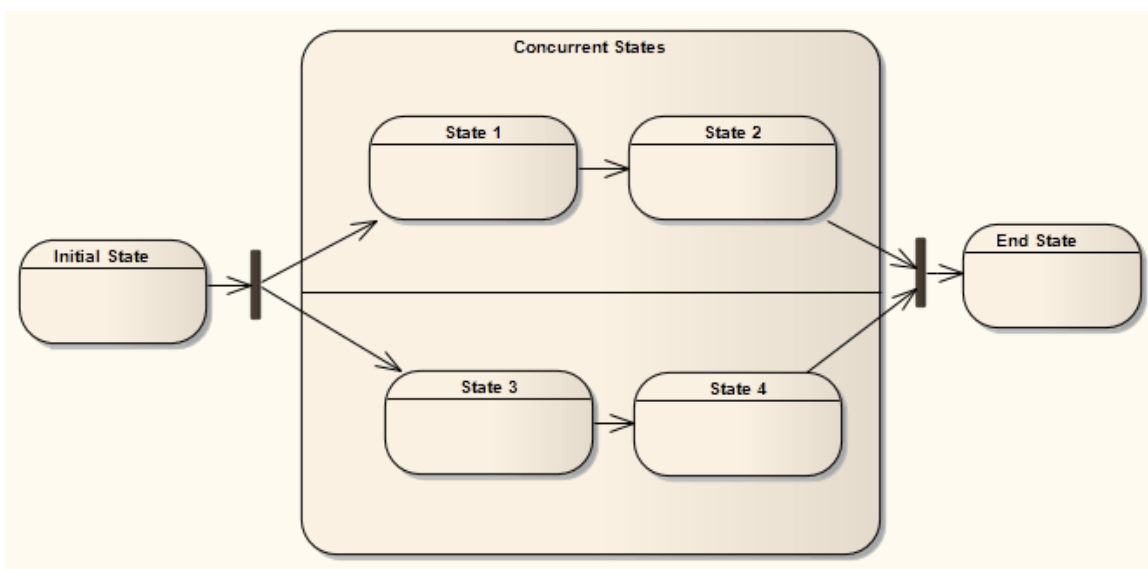 Concurrent States
State 1
State 2
Initial State
End State
State 3
State 4